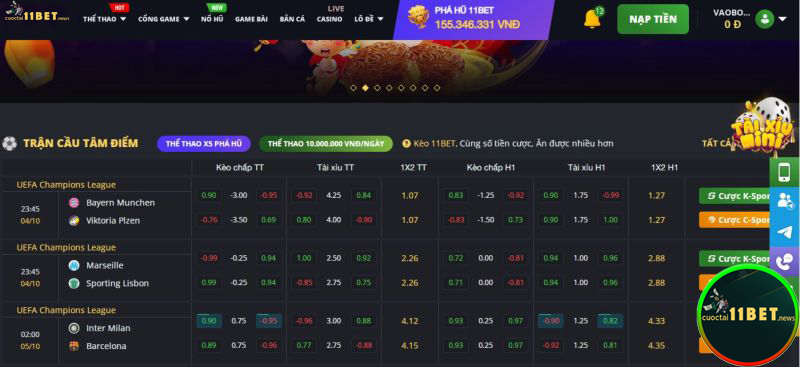 cuoctai11BET.news
THỂ THAO HOT
CỔNG GAME
NỔ HŨ NEW
GAME BÀI
BẮN CÁ
LIVE CASINO
LÔ ĐỀ
PHÁ HŨ 11BET
155.346.331 VNĐ
12
NẠP TIỀN
VAOBO...
0 Đ
TRẬN CẦU TÂM ĐIỂM
THỂ THAO X5 PHÁ HŨ
THỂ THAO 10.000.000 VNĐ/NGÀY
Kèo 11BET. Cùng số tiền cược, Ăn được nhiều hơn
TẤT CẢ
TÀI XỈU
mini
Kèo chấp TT Tài xỉu TT 1X2 TT Kèo chấp H1 Tài xỉu H1 1X2 H1
UEFA Champions League
23:45
04/10
Bayern Munchen 0.90 -3.00 -0.95 -0.92 4.25 0.84 1.07 0.83 -1.25 -0.92 0.90 1.75 -0.99 1.27 Cược K-Spor
Viktoria Plzen -0.76 -3.50 0.69 0.80 4.00 -0.90 1.07 -0.83 -1.50 0.73 0.90 1.75 1.00 1.27 Cược C-Spor
UEFA Champions League
23:45
04/10
Marseille -0.99 -0.25 0.94 1.00 2.50 0.92 2.26 0.72 0.00 -0.81 0.94 1.00 0.96 2.88 Cược K-Spor
Sporting Lisbon 0.99 -0.25 0.94 -0.85 2.75 0.75 2.26 0.71 0.00 -0.81 0.94 1.00 0.96 2.88
UEFA Champions League
02:00
05/10
Inter Milan 0.90 0.75 -0.95 -0.96 3.00 0.88 4.12 0.93 0.25 0.97 -0.90 1.25 0.82 4.33
Barcelona 0.89 0.75 -0.96 0.77 2.75 -0.88 4.15 0.93 0.25 0.97 -0.92 1.25 0.81 4.35
cuoctai11BET.news